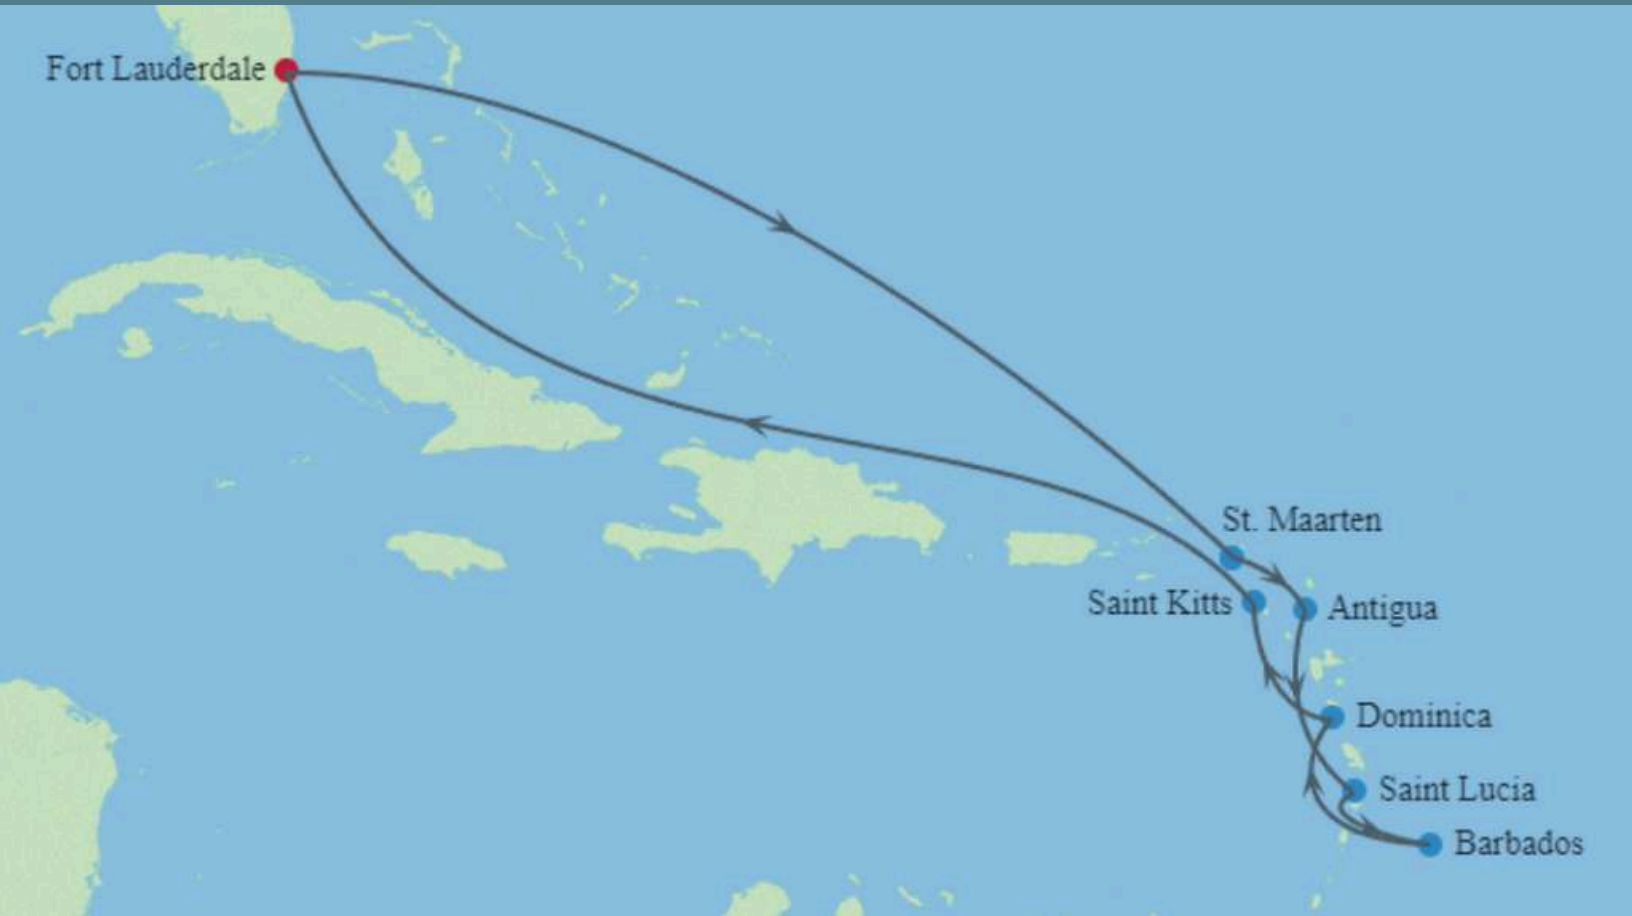 Fort Lauderdale
St. Maarten
Saint Kitts
Antigua
Dominica
Saint Lucia
Barbados